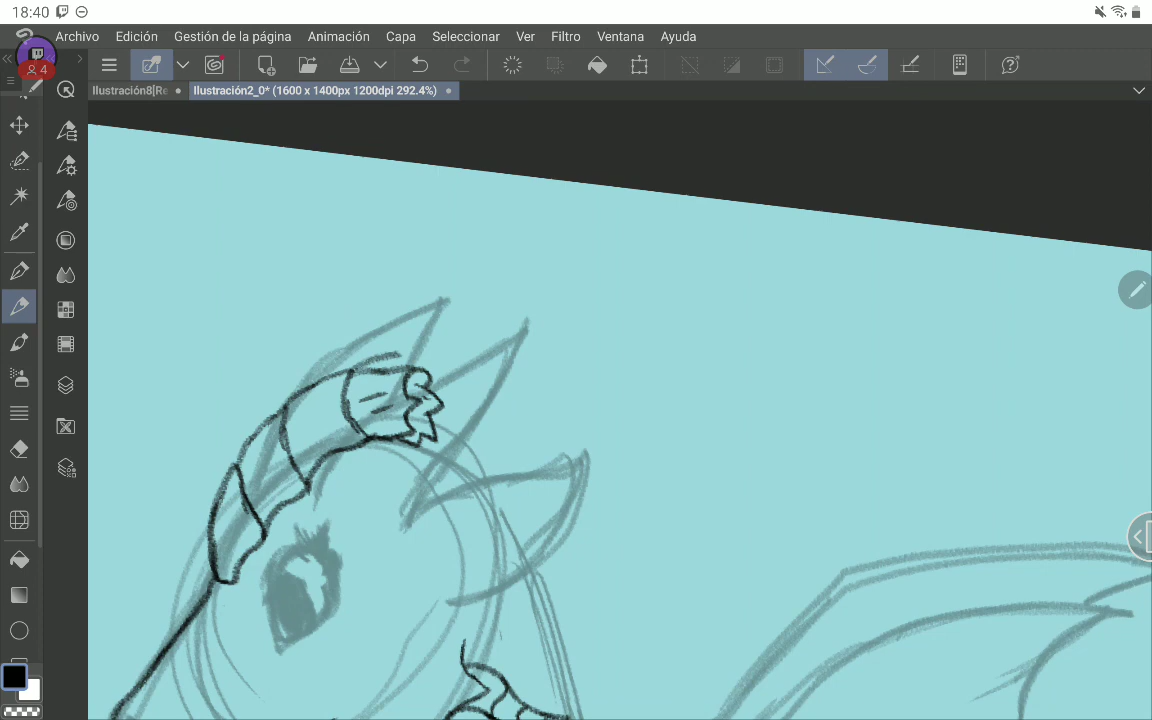 18:40
Archivo Edición Gestión de la página Animación Capa Seleccionar Ver Filtro Ventana Ayuda
4
Ilustración8[Re Ilustración2_0* (1600 x 1400px 1200dpi 292.4%)